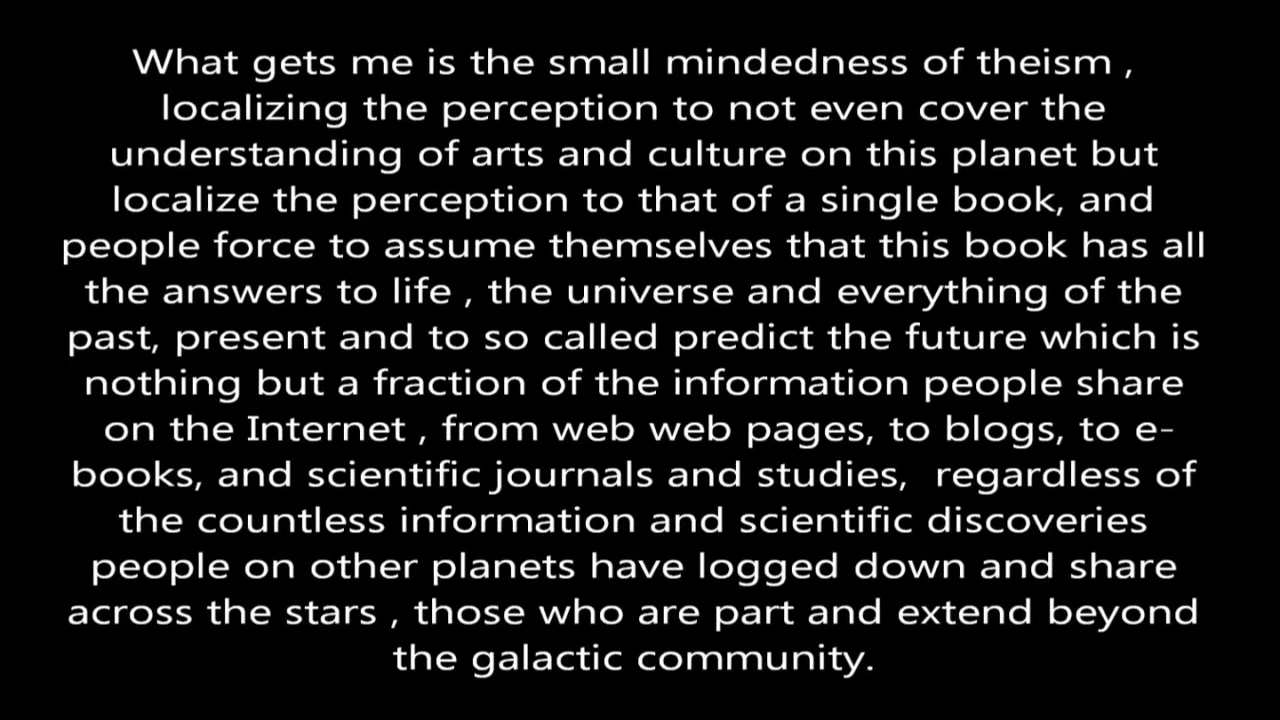 What gets me is the small mindedness of theism ,
localizing the perception to not even cover the
understanding of arts and culture on this planet but
localize the perception to that of a single book, and
people force to assume themselves that this book has all
the answers to life , the universe and everything of the
past, present and to so called predict the future which is
nothing but a fraction of the information people share
on the Internet , from web web pages, to blogs, to e-
books, and scientific journals and studies,  regardless of
the countless information and scientific discoveries
people on other planets have logged down and share
across the stars , those who are part and extend beyond
the galactic community.